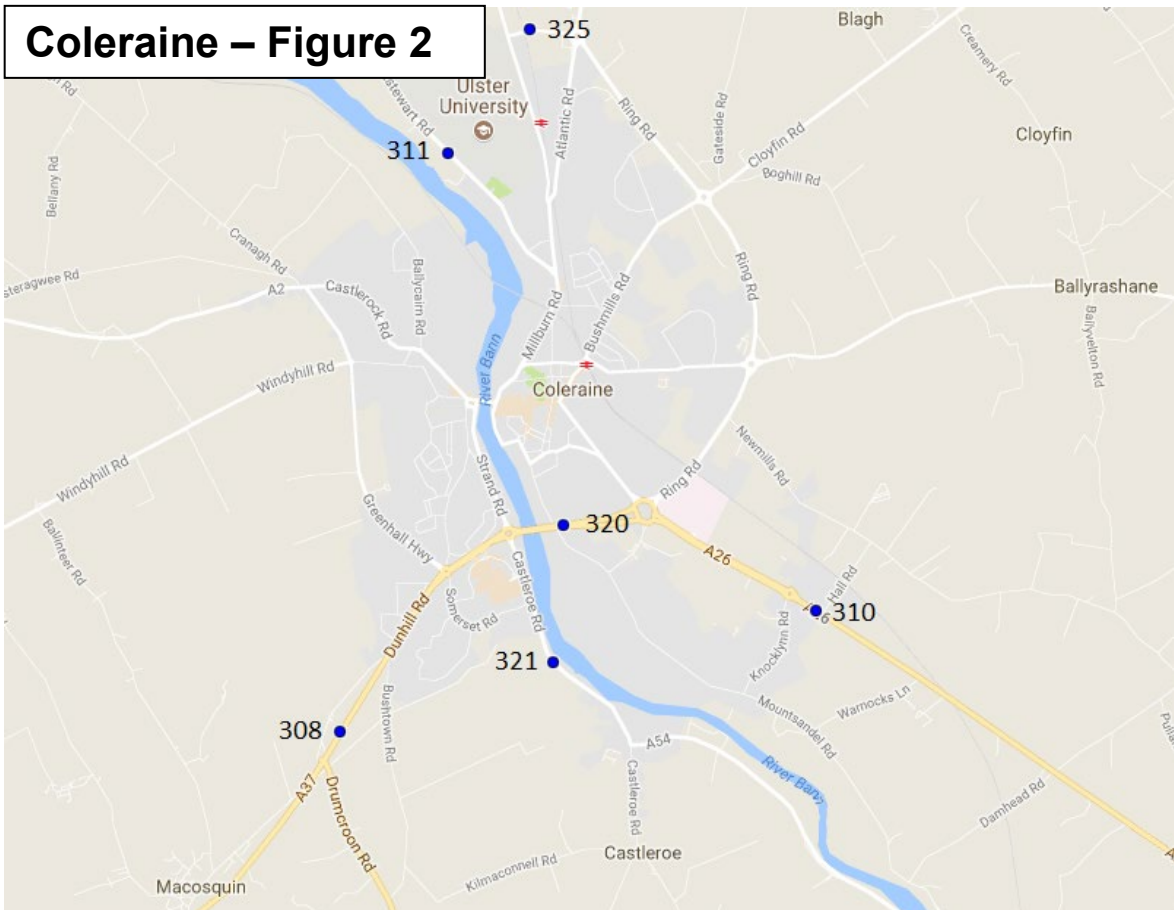 Coleraine – Figure 2
325
Blagh
Creamery Rd
Ulster
University
Atlantic Rd
Ring Rd
Gateside Rd
Cloyfin Rd
Cloyfin
311
Boghill Rd
Bellany Rd
Cranagh Rd
Ballycairn Rd
Ring Rd
A2
Castlerock Rd
Ballyrashane
Millburn Rd
Bushmills Rd
River Bann
Ballyvelton Rd
Windyhill Rd
Coleraine
Newmills Rd
Windyhill Rd
Strand Rd
Ring Rd
Greenhall Hwy
320
Ballinteer Rd
A26
Castleroe Rd
Hall Rd
Somerset Rd
310
Dunhill Rd
Knocklynn Rd
321
Bushtown Rd
Mountsandel Rd
Warnocks Ln
308
A54
River Bann
A37
Drumcroon Rd
Castleroe Rd
Damhead Rd
Castleroe
Kilmaconnell Rd
Macosquin